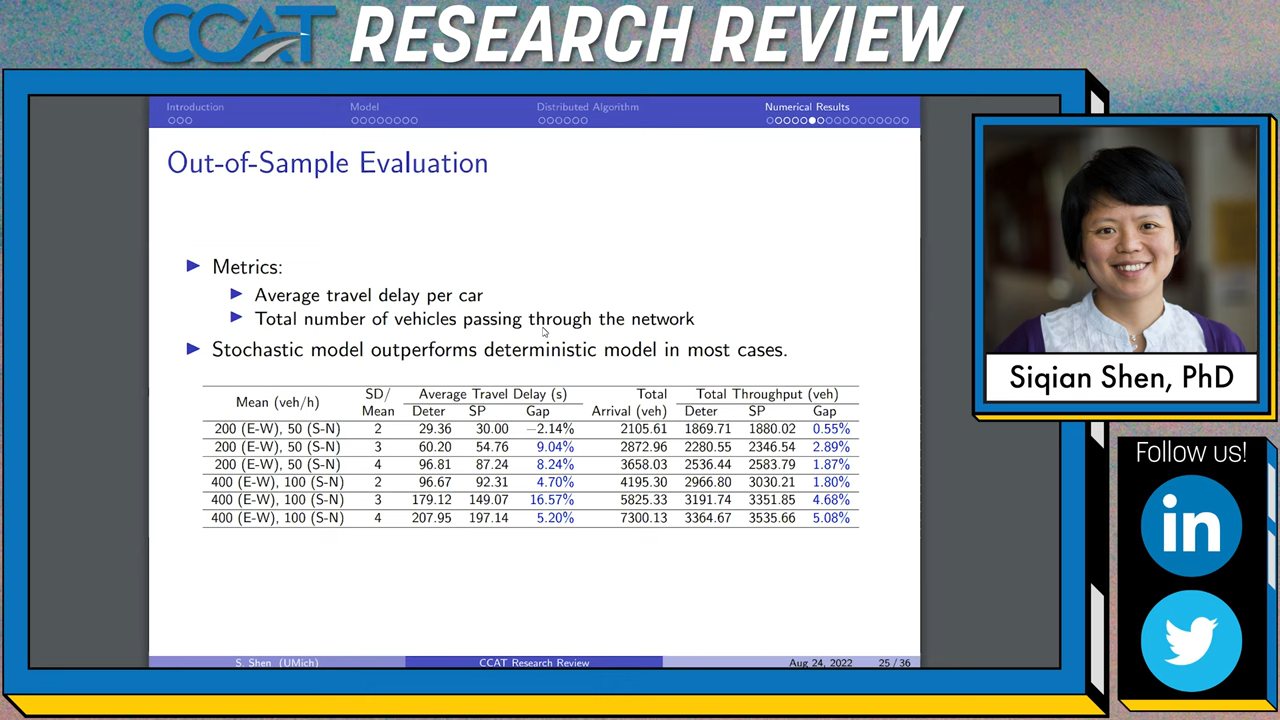 CCAT RESEARCH REVIEW
Introduction Model Distributed Algorithm Numerical Results
Out-of-Sample Evaluation
Metrics:
Average travel delay per car
Total number of vehicles passing through the network
Stochastic model outperforms deterministic model in most cases.
Mean (veh/h) SD/ Mean Average Travel Delay (s) Total Arrival (veh) Total Throughput (veh)
Deter SP Gap Deter SP Gap
200 (E-W), 50 (S-N) 2 29.36 30.00 −2.14% 2105.61 1869.71 1880.02 0.55%
200 (E-W), 50 (S-N) 3 60.20 54.76 9.04% 2872.96 2280.55 2346.54 2.89%
200 (E-W), 50 (S-N) 4 96.81 87.24 8.24% 3658.03 2536.44 2583.79 1.87%
400 (E-W), 100 (S-N) 2 96.67 92.31 4.70% 4195.30 2966.80 3030.21 1.80%
400 (E-W), 100 (S-N) 3 179.12 149.07 16.57% 5825.33 3191.74 3351.85 4.68%
400 (E-W), 100 (S-N) 4 207.95 197.14 5.20% 7300.13 3364.67 3535.66 5.08%
S. Shen (UMich) CCAT Research Review Aug 24, 2022 25 / 36
Siqian Shen, PhD
Follow us!
in